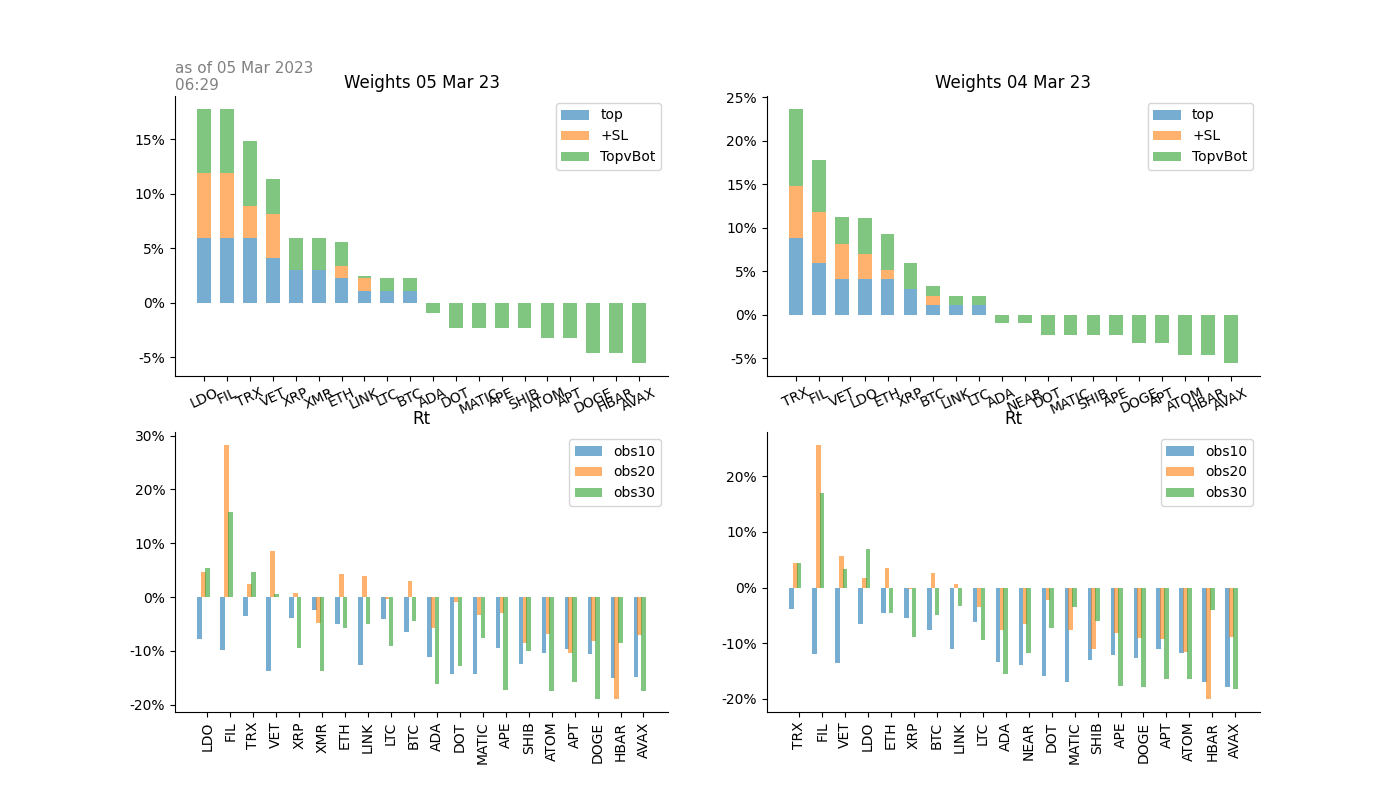 as of 05 Mar 2023
06:29
Weights 05 Mar 23
top
+SL
TopvBot
15%
10%
5%
0%
-5%
LDO FIL TRX VET XRP XMR ETH LINK LTC BTC ADA DOT MATIC APE SHIB ATOM APT DOGE HBAR AVAX
Weights 04 Mar 23
top
+SL
TopvBot
25%
20%
15%
10%
5%
0%
-5%
TRX FIL VET LDO ETH XRP BTC LINK LTC ADA NEAR DOT MATIC SHIB APE DOGE APT ATOM HBAR AVAX
Rt
obs10
obs20
obs30
30%
20%
10%
0%
-10%
-20%
LDO FIL TRX VET XRP XMR ETH LINK LTC BTC ADA DOT MATIC APE SHIB ATOM APT DOGE HBAR AVAX
Rt
obs10
obs20
obs30
20%
10%
0%
-10%
-20%
TRX FIL VET LDO ETH XRP BTC LINK LTC ADA NEAR DOT MATIC SHIB APE DOGE APT ATOM HBAR AVAX